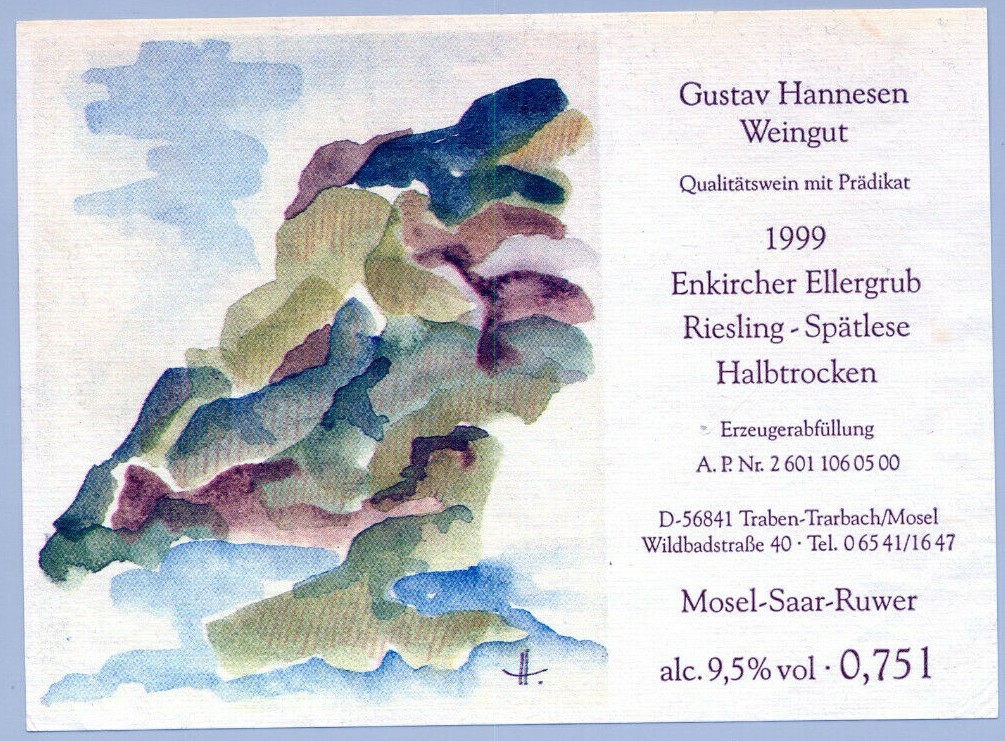 Gustav Hannesen
Weingut
Qualitätswein mit Prädikat
1999
Enkircher Ellergrub
Riesling - Spätlese
Halbtrocken
Erzeugerabfüllung
A. P. Nr. 2 601 106 05 00
D-56841 Traben-Trarbach/Mosel
Wildbadstraße 40 · Tel. 0 65 41/16 47
Mosel-Saar-Ruwer
alc. 9,5% vol · 0,75 l